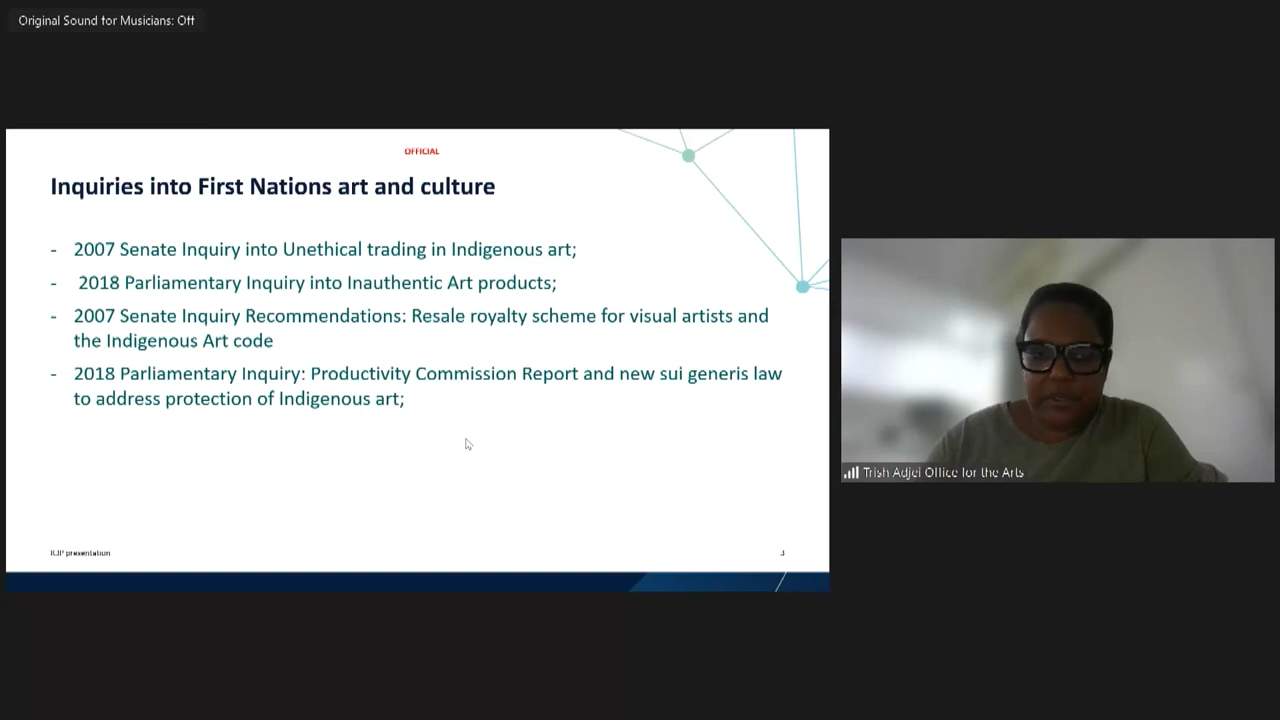 Original Sound for Musicians: Off
OFFICIAL
Inquiries into First Nations art and culture
- 2007 Senate Inquiry into Unethical trading in Indigenous art;
- 2018 Parliamentary Inquiry into Inauthentic Art products;
- 2007 Senate Inquiry Recommendations: Resale royalty scheme for visual artists and
the Indigenous Art code
- 2018 Parliamentary Inquiry: Productivity Commission Report and new sui generis law
to address protection of Indigenous art;
presentation
3
Trish Adjei Office for the Arts